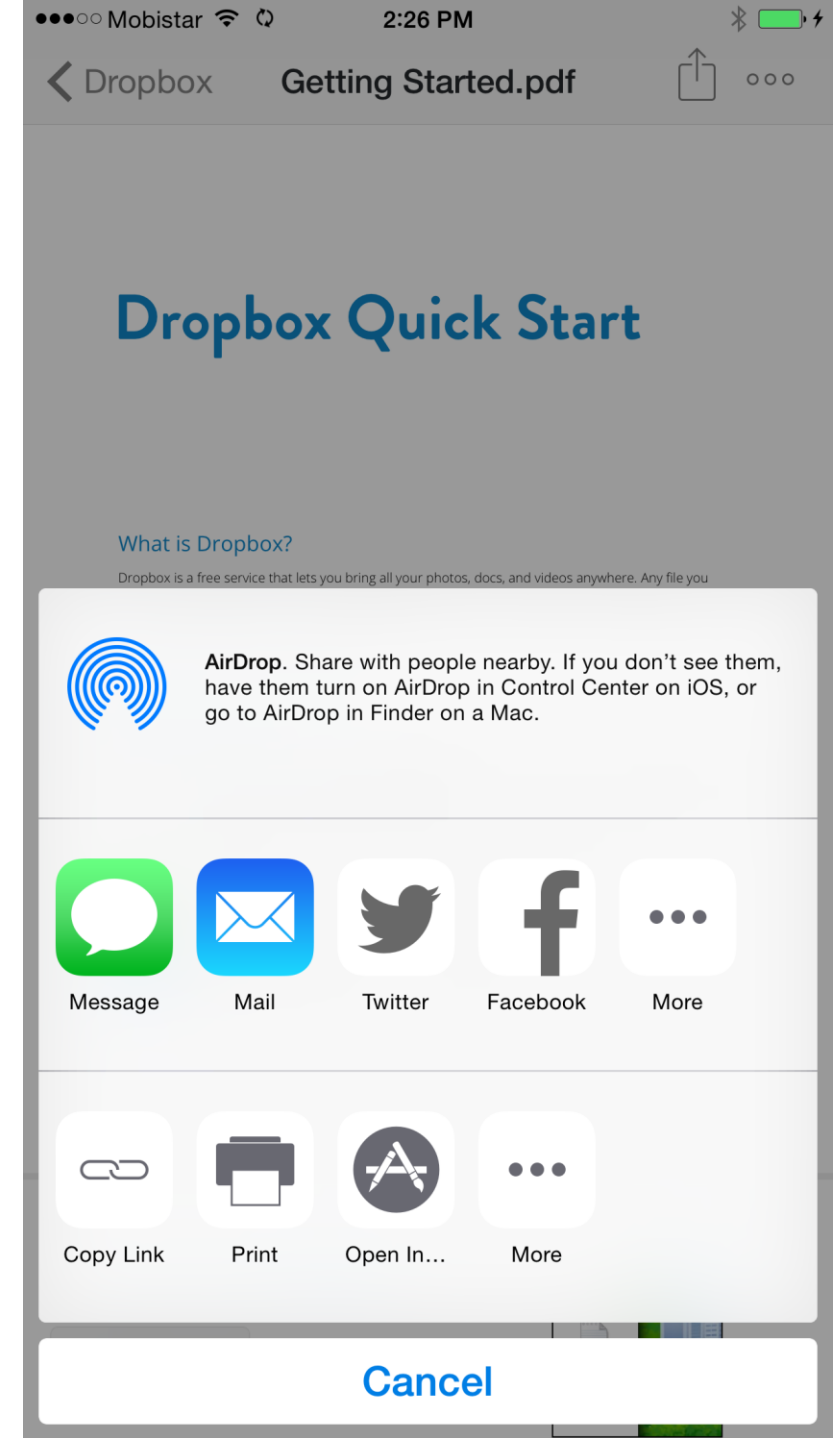 Mobistar 2:26 PM
Dropbox Getting Started.pdf
Dropbox Quick Start
What is Dropbox?
Dropbox is a free service that lets you bring all your photos, docs, and videos anywhere. Any file you
AirDrop. Share with people nearby. If you don't see them,
have them turn on AirDrop in Control Center on iOS, or
go to AirDrop in Finder on a Mac.
Message Mail Twitter Facebook More
Copy Link Print Open In... More
Cancel